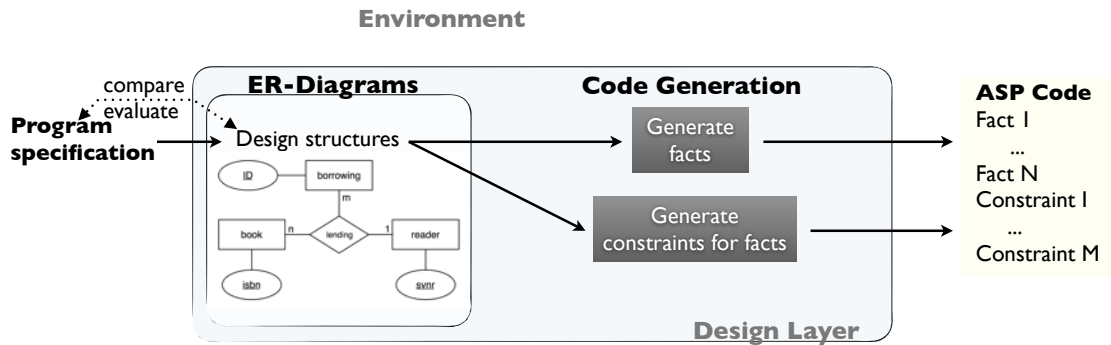 Environment
compare
evaluate
Program
specification
ER-Diagrams
Design structures
ID
borrowing
m
book
n
lending
1
reader
isbn
svnr
Code Generation
Generate
facts
Generate
constraints for facts
Design Layer
ASP Code
Fact 1
...
Fact N
Constraint 1
...
Constraint M